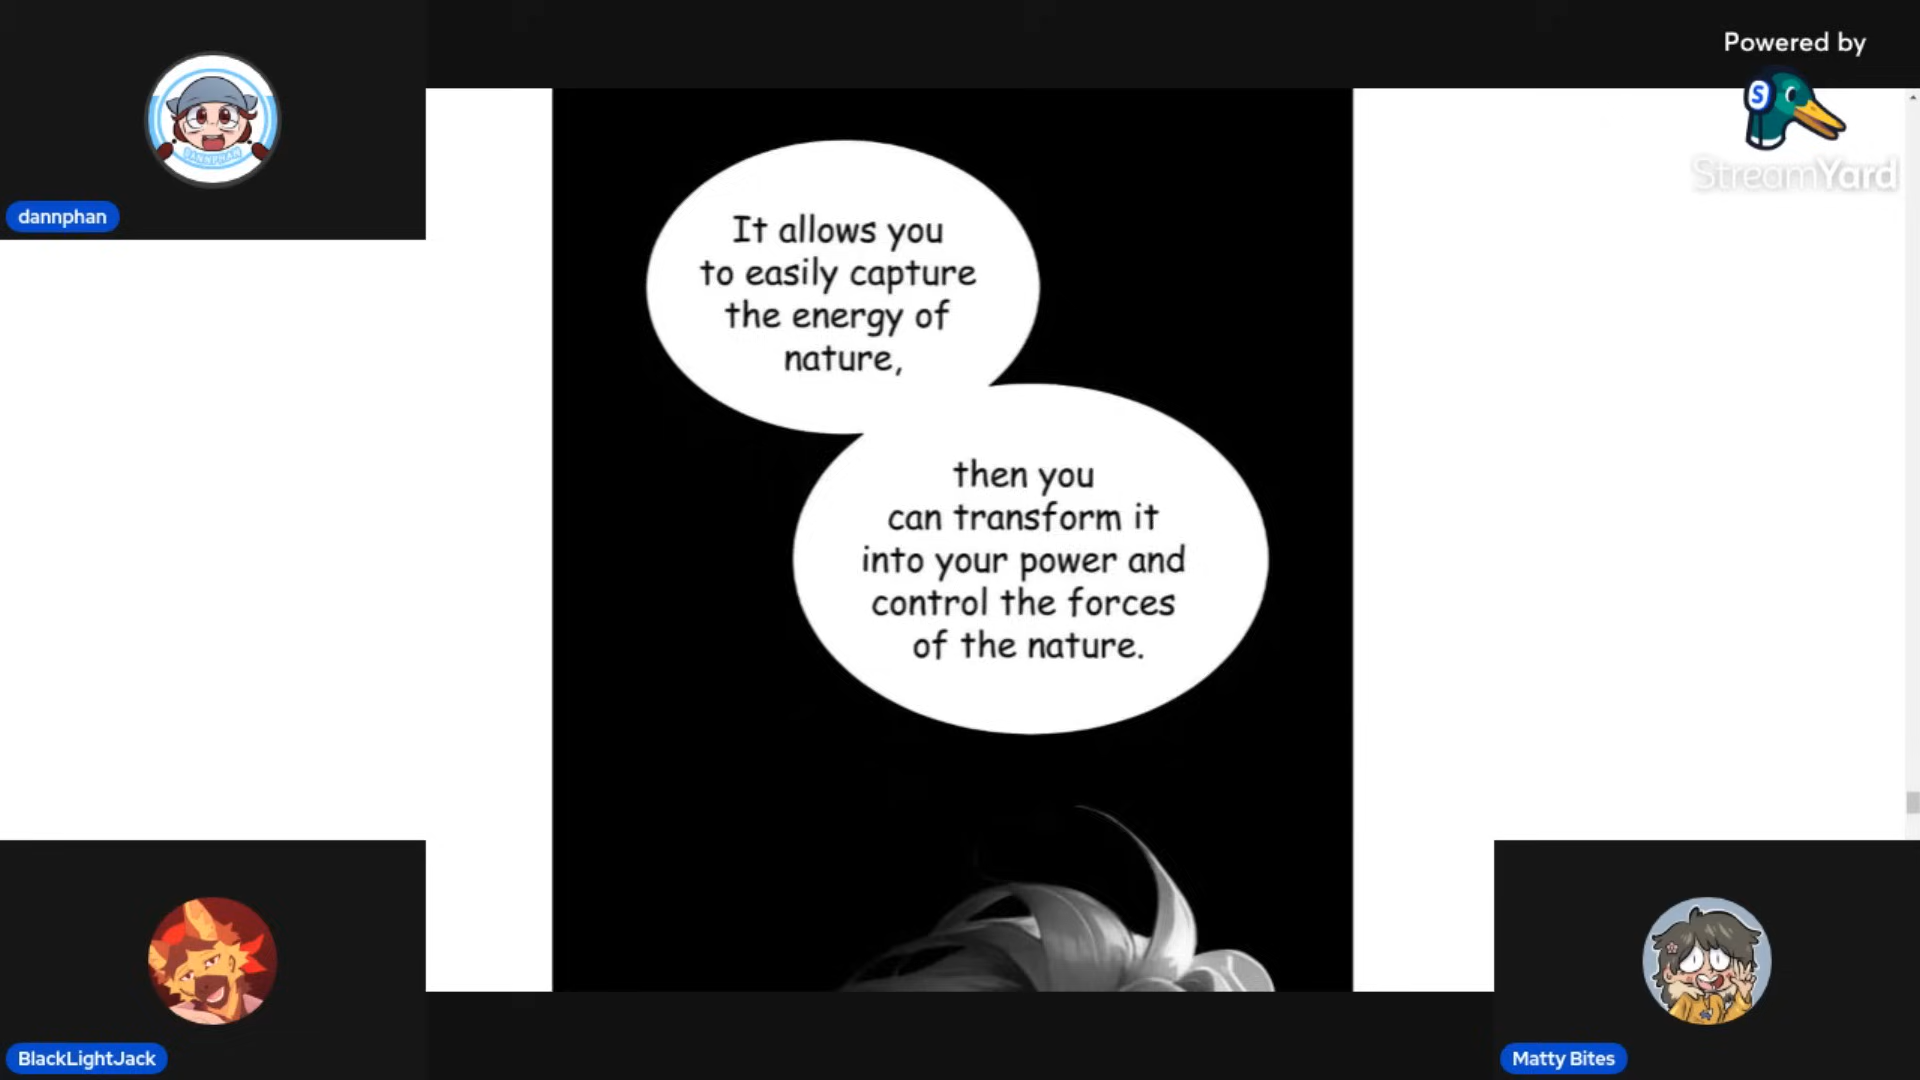 Powered by
StreamYard
dannphan
DANNPHAN
It allows you
to easily capture
the energy of
nature,
then you
can transform it
into your power and
control the forces
of the nature.
BlackLightJack
Matty Bites